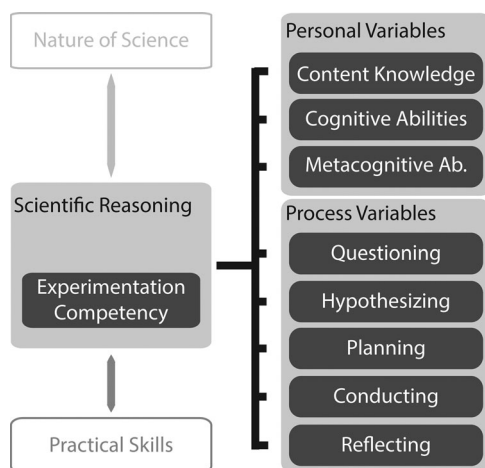 Nature of Science
Scientific Reasoning
Experimentation
Competency
Practical Skills
Personal Variables
Content Knowledge
Cognitive Abilities
Metacognitive Ab.
Process Variables
Questioning
Hypothesizing
Planning
Conducting
Reflecting